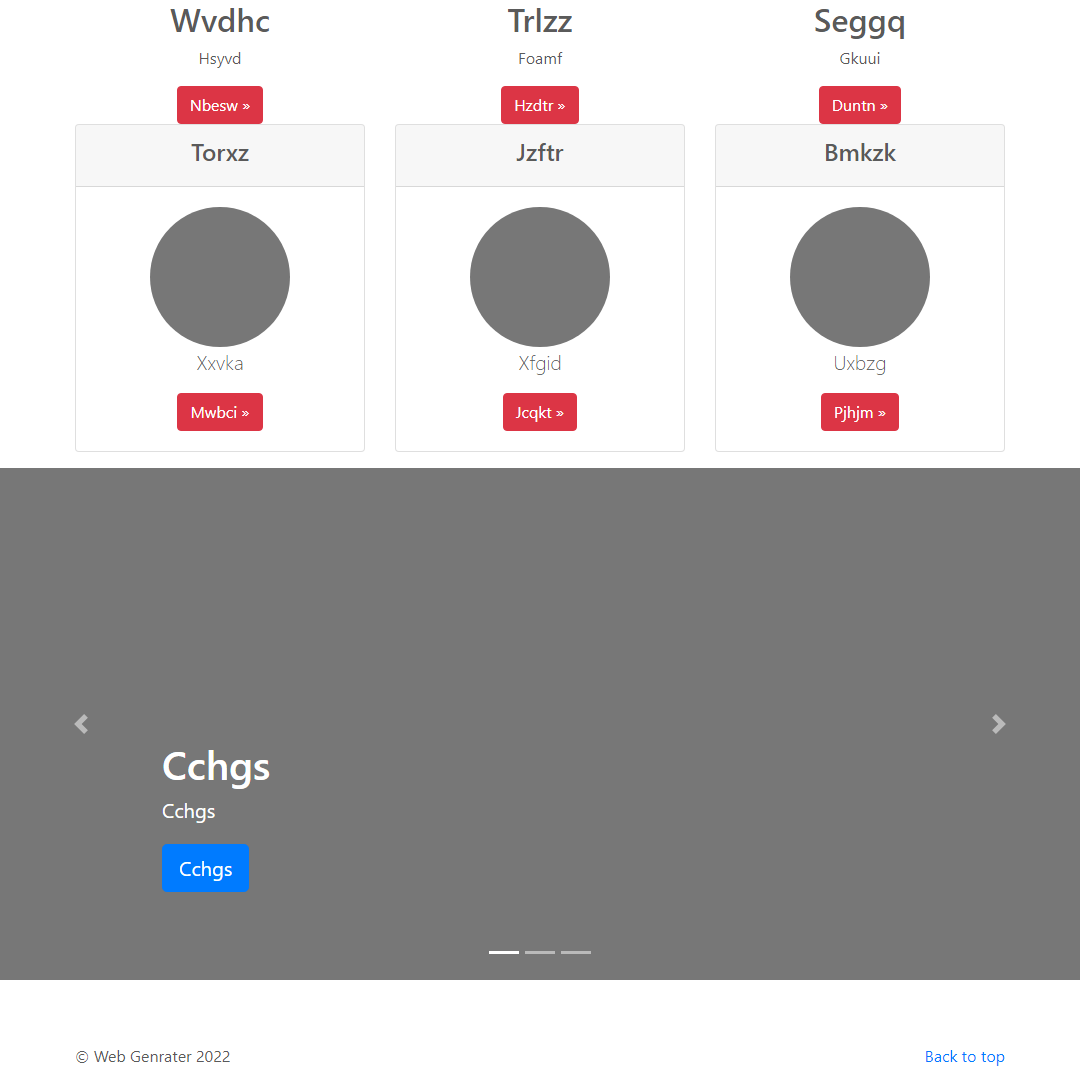 Wvdhc
Hsyvd
Nbesw »
Trlzz
Foamf
Hzdtr »
Seggq
Gkuui
Duntn »
Torxz
Xxvka
Mwbci »
Jzftr
Xfgid
Jcqkt »
Bmkzk
Uxbzg
Pjhjm »
Cchgs
Cchgs
Cchgs
© Web Genrater 2022
Back to top